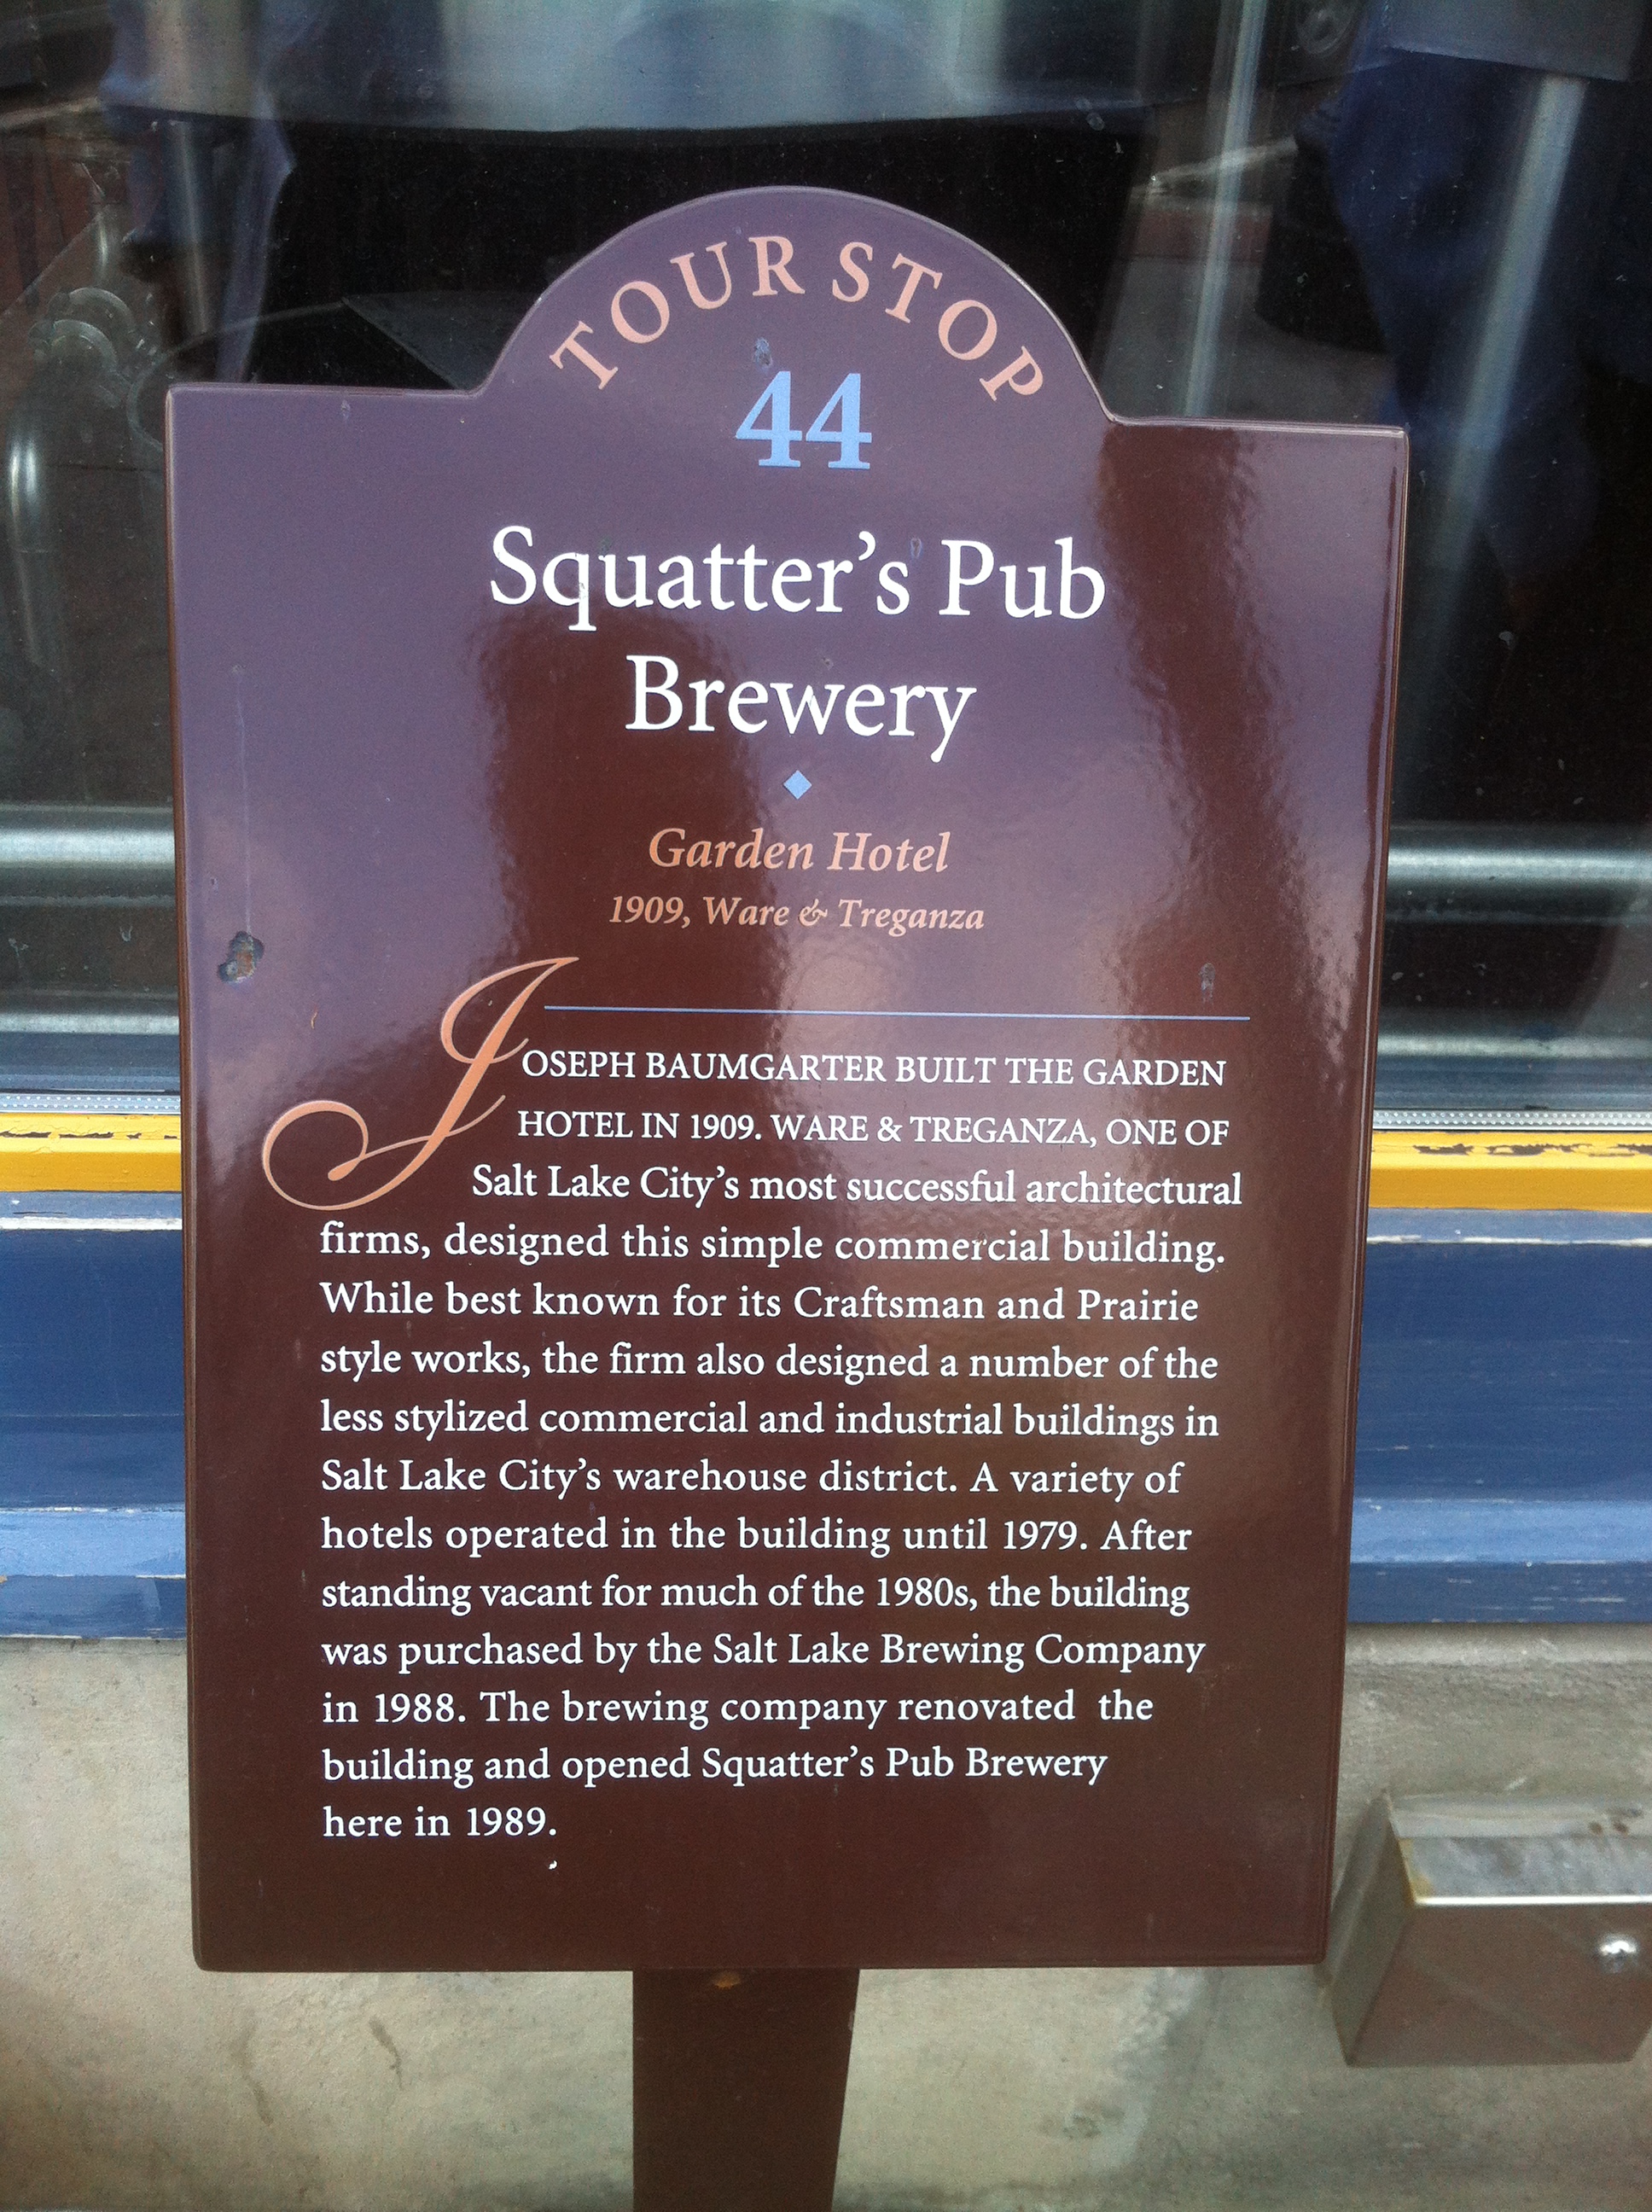 TOUR STOP
44
Squatter's Pub
Brewery
Garden Hotel
1909, Ware & Treganza
JOSEPH BAUMGARTER BUILT THE GARDEN
HOTEL IN 1909. WARE & TREGANZA, ONE OF
Salt Lake City's most successful architectural
firms, designed this simple commercial building.
While best known for its Craftsman and Prairie
style works, the firm also designed a number of the
less stylized commercial and industrial buildings in
Salt Lake City's warehouse district. A variety of
hotels operated in the building until 1979. After
standing vacant for much of the 1980s, the building
was purchased by the Salt Lake Brewing Company
in 1988. The brewing company renovated the
building and opened Squatter's Pub Brewery
here in 1989.